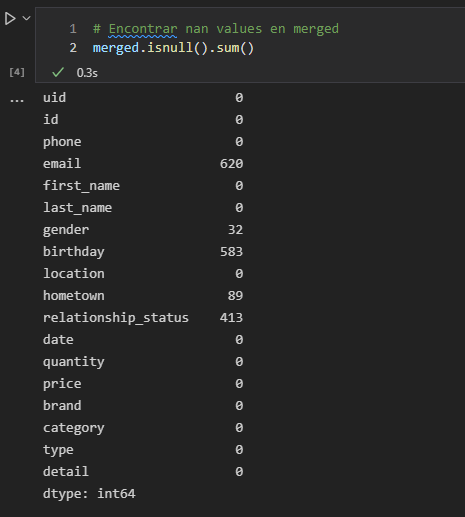 1 # Encontrar nan values en merged
2 merged.isnull().sum()
[4] ✓ 0.3s
... uid 0
id 0
phone 0
email 620
first_name 0
last_name 0
gender 32
birthday 583
location 0
hometown 89
relationship_status 413
date 0
quantity 0
price 0
brand 0
category 0
type 0
detail 0
dtype: int64